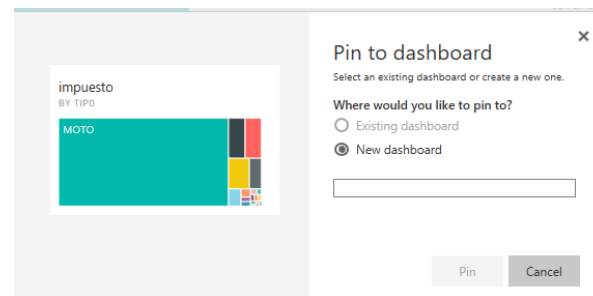 impuesto
BY TIPO
MOTO
Pin to dashboard
Select an existing dashboard or create a new one.
Where would you like to pin to?
Existing dashboard
New dashboard
Pin
Cancel